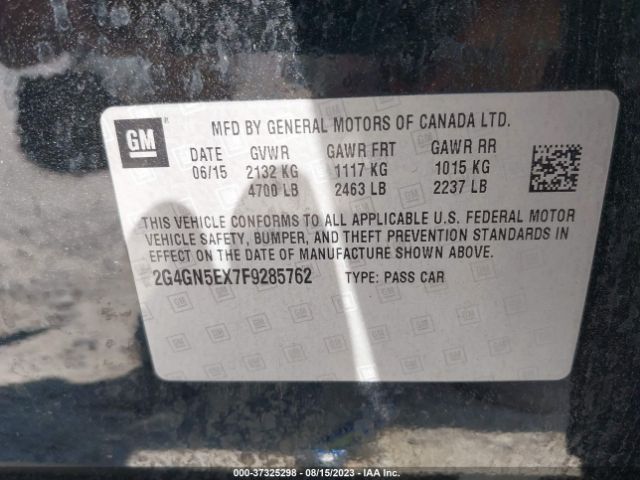 GM
MFD BY GENERAL MOTORS OF CANADA LTD.
DATE GVWR GAWR FRT GAWR RR
06/15 2132 KG 1117 KG 1015 KG
4700 LB 2463 LB 2237 LB
THIS VEHICLE CONFORMS TO ALL APPLICABLE U.S. FEDERAL MOTOR
VEHICLE SAFETY, BUMPER, AND THEFT PREVENTION STANDARDS IN
EFFECT ON THE DATE OF MANUFACTURE SHOWN ABOVE.
2G4GN5EX7F9285762 TYPE: PASS CAR
000-37325298 - 08/15/2023 - IAA Inc.